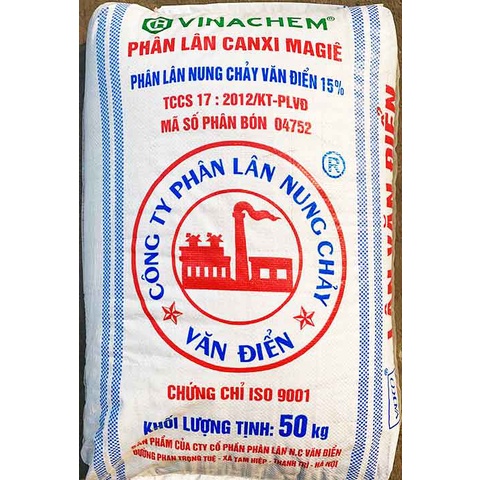 VINACHEM®
PHÂN LÂN CANXI MAGIÊ
PHÂN LÂN NUNG CHẢY VĂN ĐIỂN 15%
TCCS 17 : 2012/KT-PLVĐ
MÃ SỐ PHÂN BÓN 04752
®
CÔNG TY PHÂN LÂN NUNG CHẢY
VĂN ĐIỂN
CHỨNG CHỈ ISO 9001
KHỐI LƯỢNG TỊNH: 50 kg
SẢN PHẨM CỦA CTY CỔ PHẦN PHÂN LÂN N.C VĂN ĐIỂN
ĐƯỜNG PHAN TRỌNG TUỆ - XÃ TAM HIỆP - THANH TRÌ - HÀ NỘI
LÂN VĂN ĐIỂN